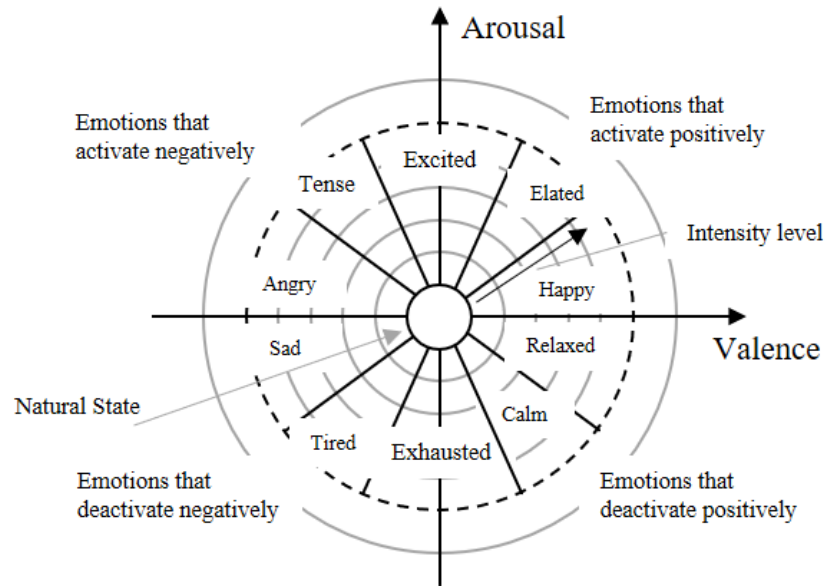 Arousal
Emotions that
activate negatively
Emotions that
activate positively
Excited
Tense
Elated
Intensity level
Angry
Happy
Sad
Relaxed
Valence
Natural State
Calm
Tired
Exhausted
Emotions that
deactivate negatively
Emotions that
deactivate positively